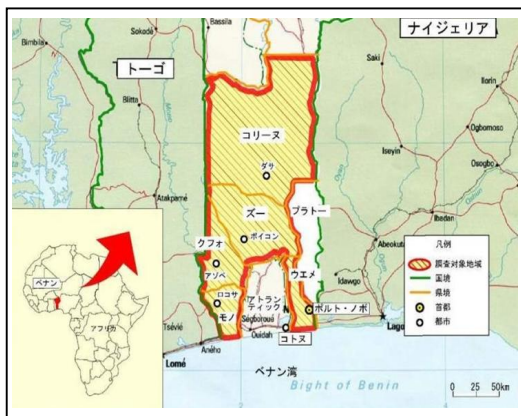 ナイジェリア
トーゴ
Bassila
Bimbila
Sokodé
Saki
Ilorin
Blitta
Ogbomoso
コリーヌ
ダサ
Iseyin
Osogbo
Atakpamé
プラトー
Ibadan
ズー
ボイコン
Abeokuta
クフォ
アゾベ
ウエメ
Idawgo
ロコサ
アトラン
ティック
ポルト・ノボ
モノ
Tsévié
Ségboroué
Ouidah
コトヌ
Lagos
Aného
Lomé
ベナン湾
Bight of Benin
凡例
調査対象地域
国境
県境
首都
都市
ベナン
アフリカ
2
4
0 25 50km